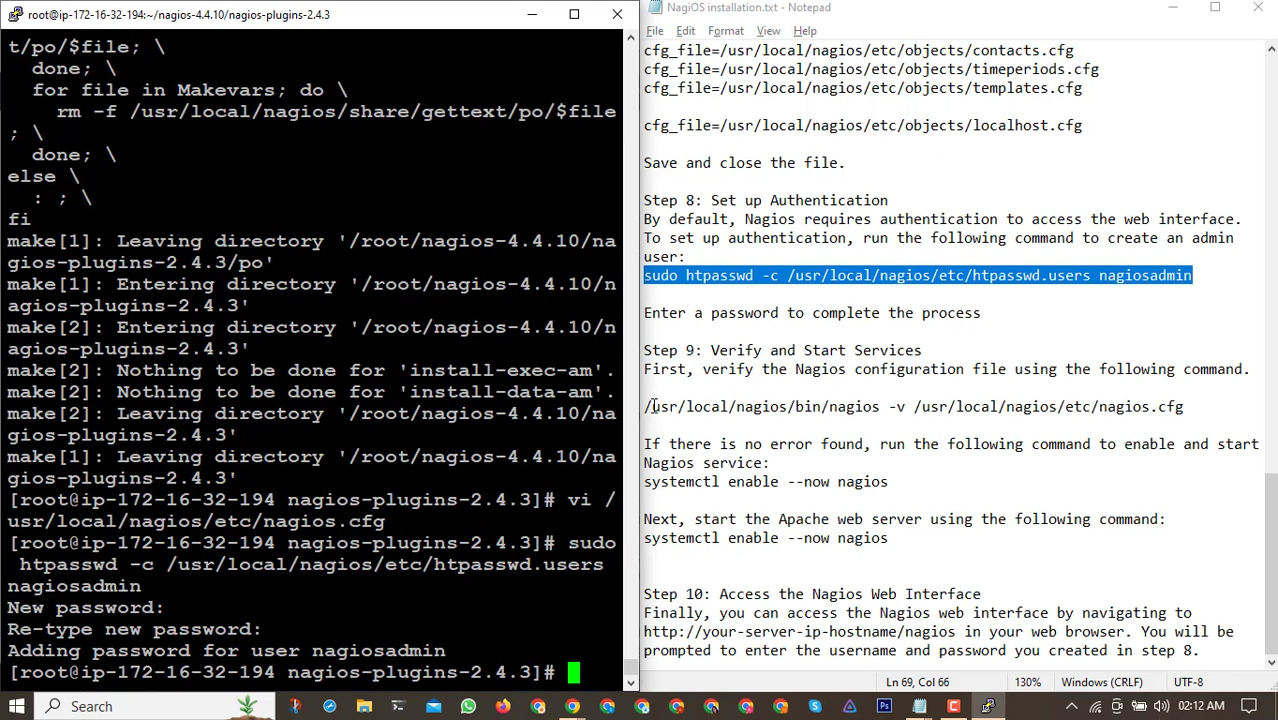 root@ip-172-16-32-194:~/nagios-4.4.10/nagios-plugins-2.4.3
t/po/$file; \
done; \
for file in Makevars; do \
rm -f /usr/local/nagios/share/gettext/po/$file
; \
done; \
else \
: ; \
fi
make[1]: Leaving directory '/root/nagios-4.4.10/na
gios-plugins-2.4.3/po'
make[1]: Entering directory '/root/nagios-4.4.10/n
agios-plugins-2.4.3'
make[2]: Entering directory '/root/nagios-4.4.10/n
agios-plugins-2.4.3'
make[2]: Nothing to be done for 'install-exec-am'.
make[2]: Nothing to be done for 'install-data-am'.
make[2]: Leaving directory '/root/nagios-4.4.10/na
gios-plugins-2.4.3'
make[1]: Leaving directory '/root/nagios-4.4.10/na
gios-plugins-2.4.3'
[root@ip-172-16-32-194 nagios-plugins-2.4.3]# vi /
usr/local/nagios/etc/nagios.cfg
[root@ip-172-16-32-194 nagios-plugins-2.4.3]# sudo
htpasswd -c /usr/local/nagios/etc/htpasswd.users
nagiosadmin
New password:
Re-type new password:
Adding password for user nagiosadmin
[root@ip-172-16-32-194 nagios-plugins-2.4.3]#
NagiOS installation.txt - Notepad
File Edit Format View Help
cfg_file=/usr/local/nagios/etc/objects/contacts.cfg
cfg_file=/usr/local/nagios/etc/objects/timeperiods.cfg
cfg_file=/usr/local/nagios/etc/objects/templates.cfg
cfg_file=/usr/local/nagios/etc/objects/localhost.cfg
Save and close the file.
Step 8: Set up Authentication
By default, Nagios requires authentication to access the web interface.
To set up authentication, run the following command to create an admin
user:
sudo htpasswd -c /usr/local/nagios/etc/htpasswd.users nagiosadmin
Enter a password to complete the process
Step 9: Verify and Start Services
First, verify the Nagios configuration file using the following command.
/usr/local/nagios/bin/nagios -v /usr/local/nagios/etc/nagios.cfg
If there is no error found, run the following command to enable and start
Nagios service:
systemctl enable --now nagios
Next, start the Apache web server using the following command:
systemctl enable --now nagios
Step 10: Access the Nagios Web Interface
Finally, you can access the Nagios web interface by navigating to
http://your-server-ip-hostname/nagios in your web browser. You will be
prompted to enter the username and password you created in step 8.
Ln 69, Col 66 130% Windows (CRLF) UTF-8
Search
Ps
02:12 AM